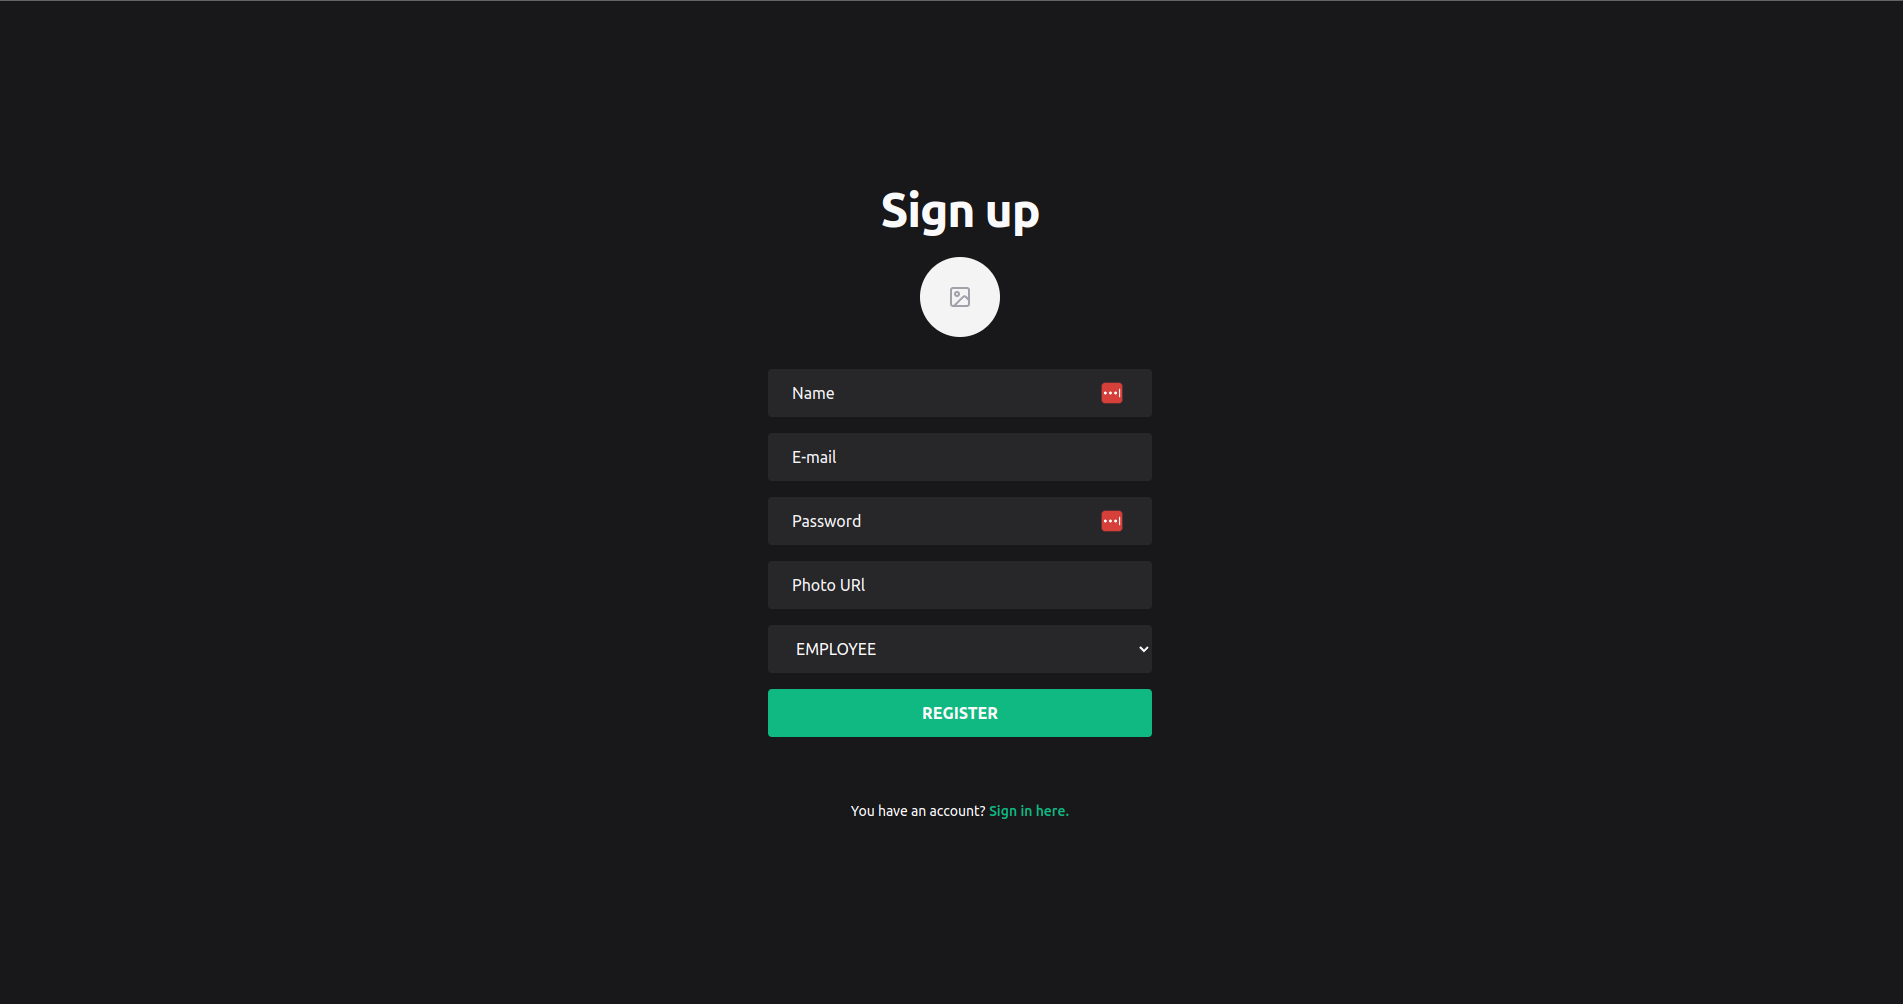 Sign up
Name
E-mail
Password
Photo URl
EMPLOYEE
REGISTER
You have an account? Sign in here.